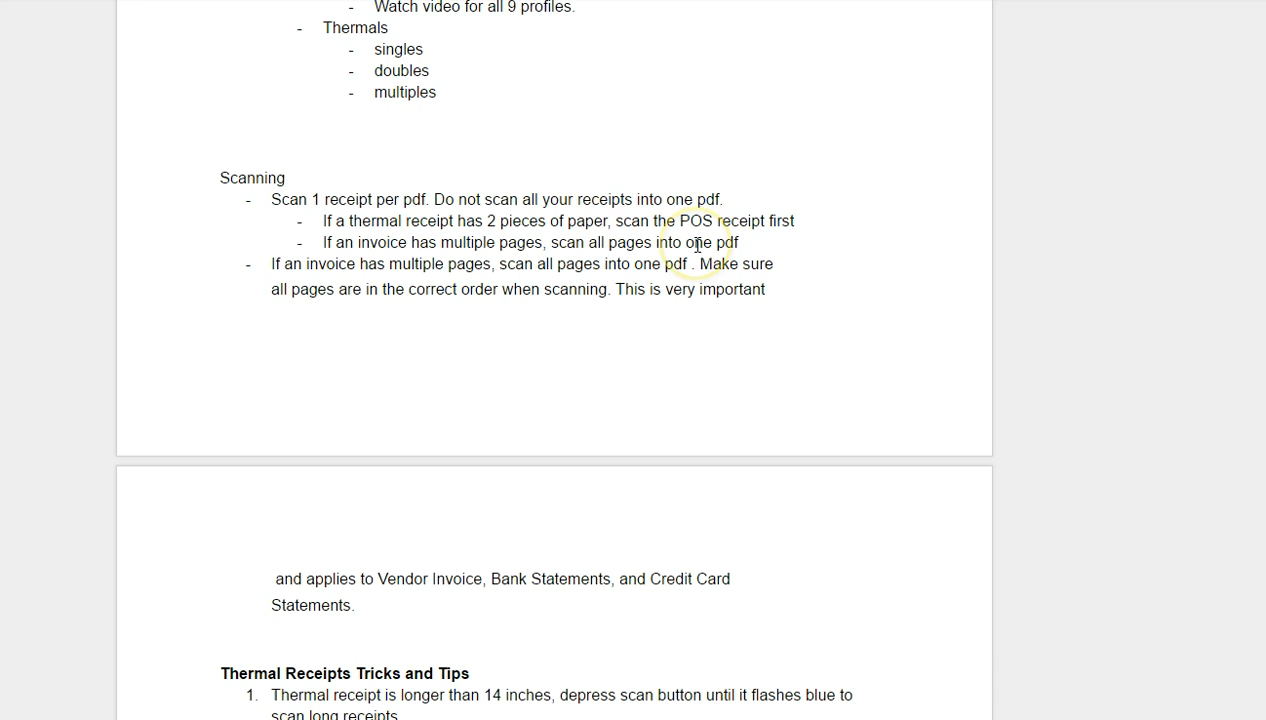 - Watch video for all 9 profiles.
- Thermals
- singles
- doubles
- multiples
Scanning
- Scan 1 receipt per pdf. Do not scan all your receipts into one pdf.
- If a thermal receipt has 2 pieces of paper, scan the POS receipt first
- If an invoice has multiple pages, scan all pages into one pdf
- If an invoice has multiple pages, scan all pages into one pdf . Make sure
all pages are in the correct order when scanning. This is very important
and applies to Vendor Invoice, Bank Statements, and Credit Card
Statements.
Thermal Receipts Tricks and Tips
1. Thermal receipt is longer than 14 inches, depress scan button until it flashes blue to
scan long receipts